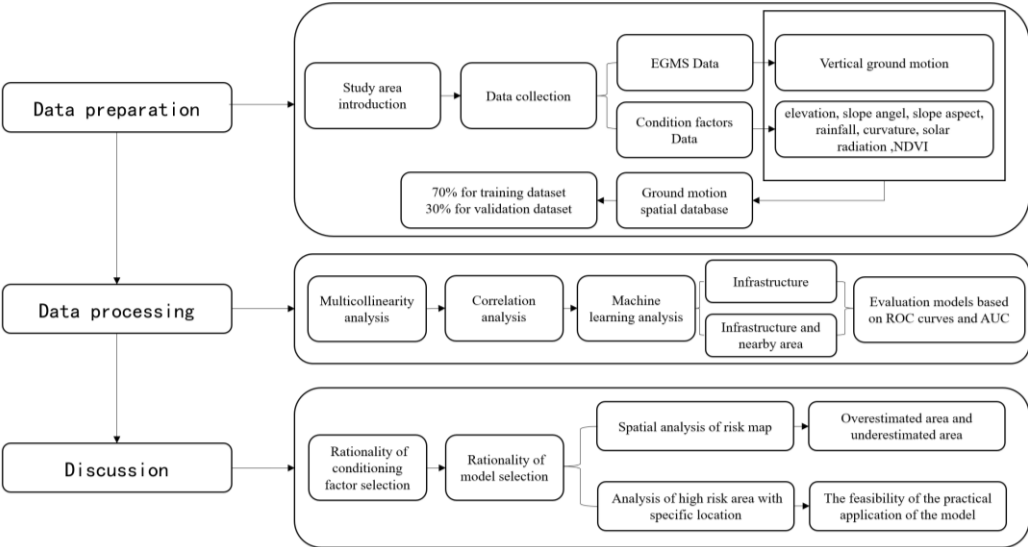 Data preparation
Study area
introduction
Data collection
EGMS Data
Vertical ground motion
Condition factors
Data
elevation, slope angel, slope aspect,
rainfall, curvature, solar
radiation ,NDVI
70% for training dataset
30% for validation dataset
Ground motion
spatial database
Data processing
Multicollinearity
analysis
Correlation
analysis
Machine
learning analysis
Infrastructure
Infrastructure and
nearby area
Evaluation models based
on ROC curves and AUC
Discussion
Rationality of
conditioning
factor selection
Rationality of
model selection
Spatial analysis of risk map
Overestimated area and
underestimated area
Analysis of high risk area with
specific location
The feasibility of the practical
application of the model